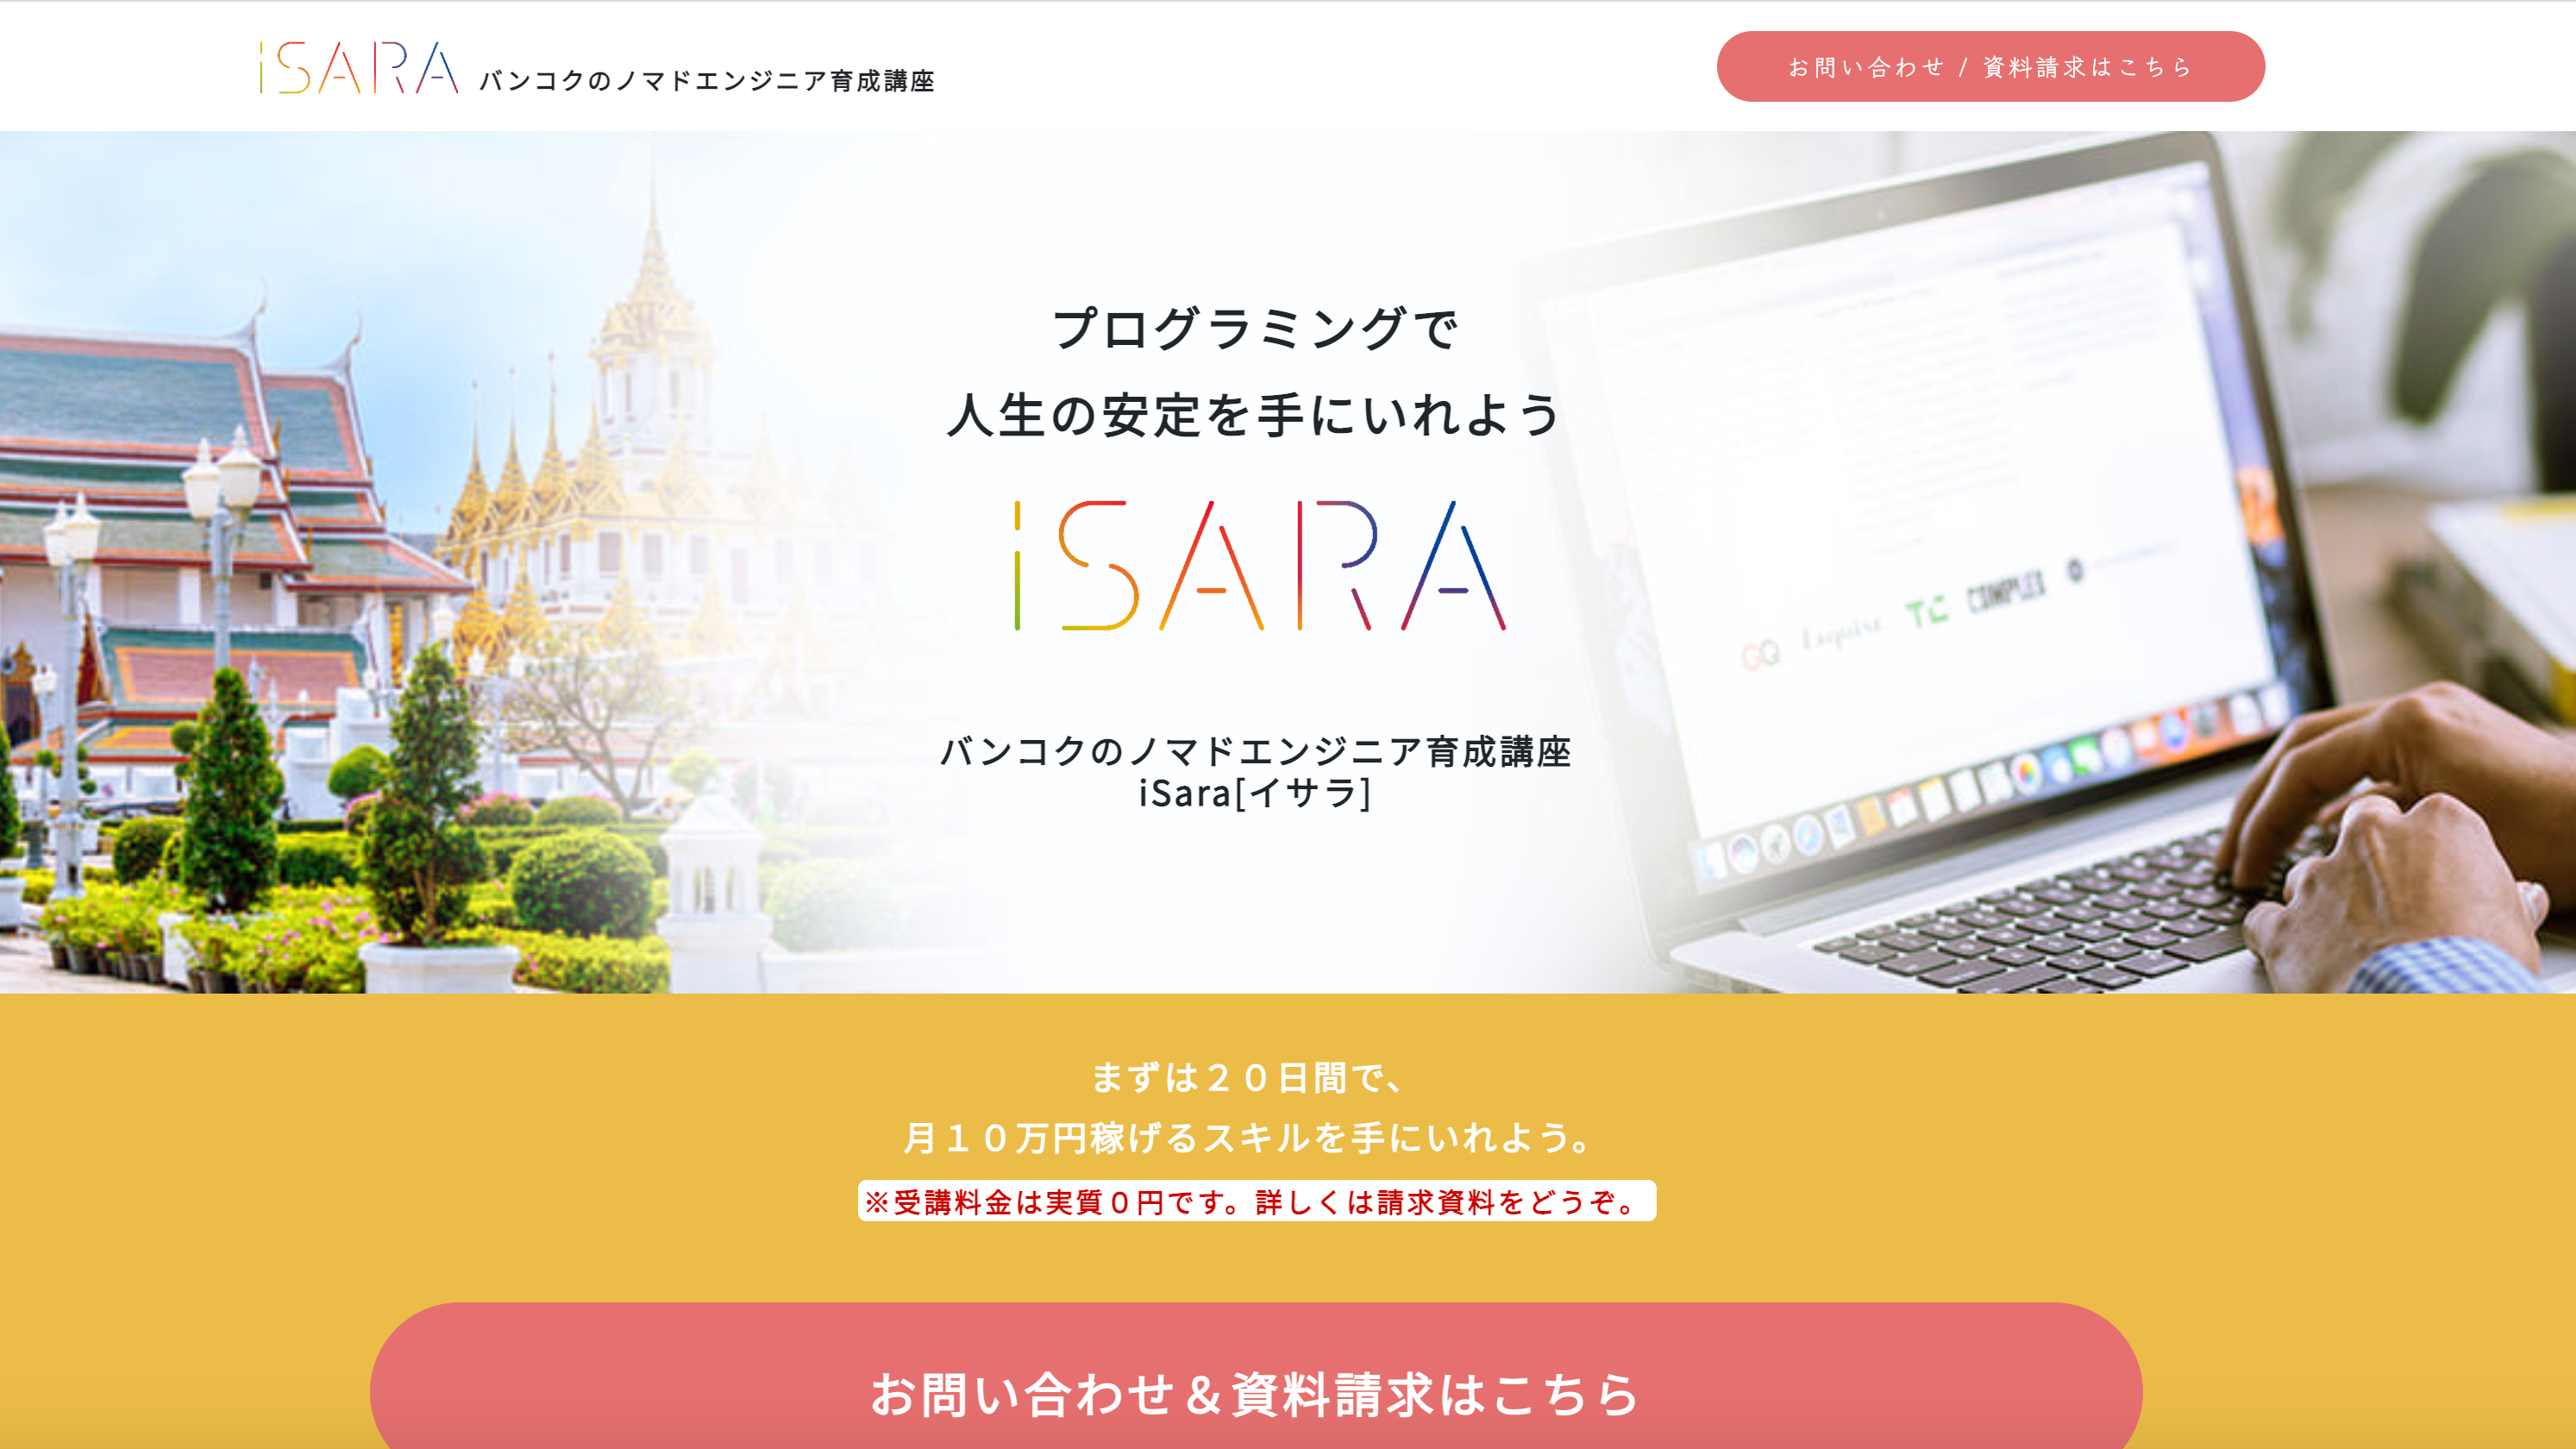 iSARA バンコクのノマドエンジニア育成講座
お問い合わせ / 資料請求はこちら
プログラミングで
人生の安定を手にいれよう
iSARA
GQ Esquire TC COMPLEX
バンコクのノマドエンジニア育成講座
iSara[イサラ]
まずは２０日間で、
月１０万円稼げるスキルを手にいれよう。
※受講料金は実質０円です。詳しくは請求資料をどうぞ。
お問い合わせ＆資料請求はこちら